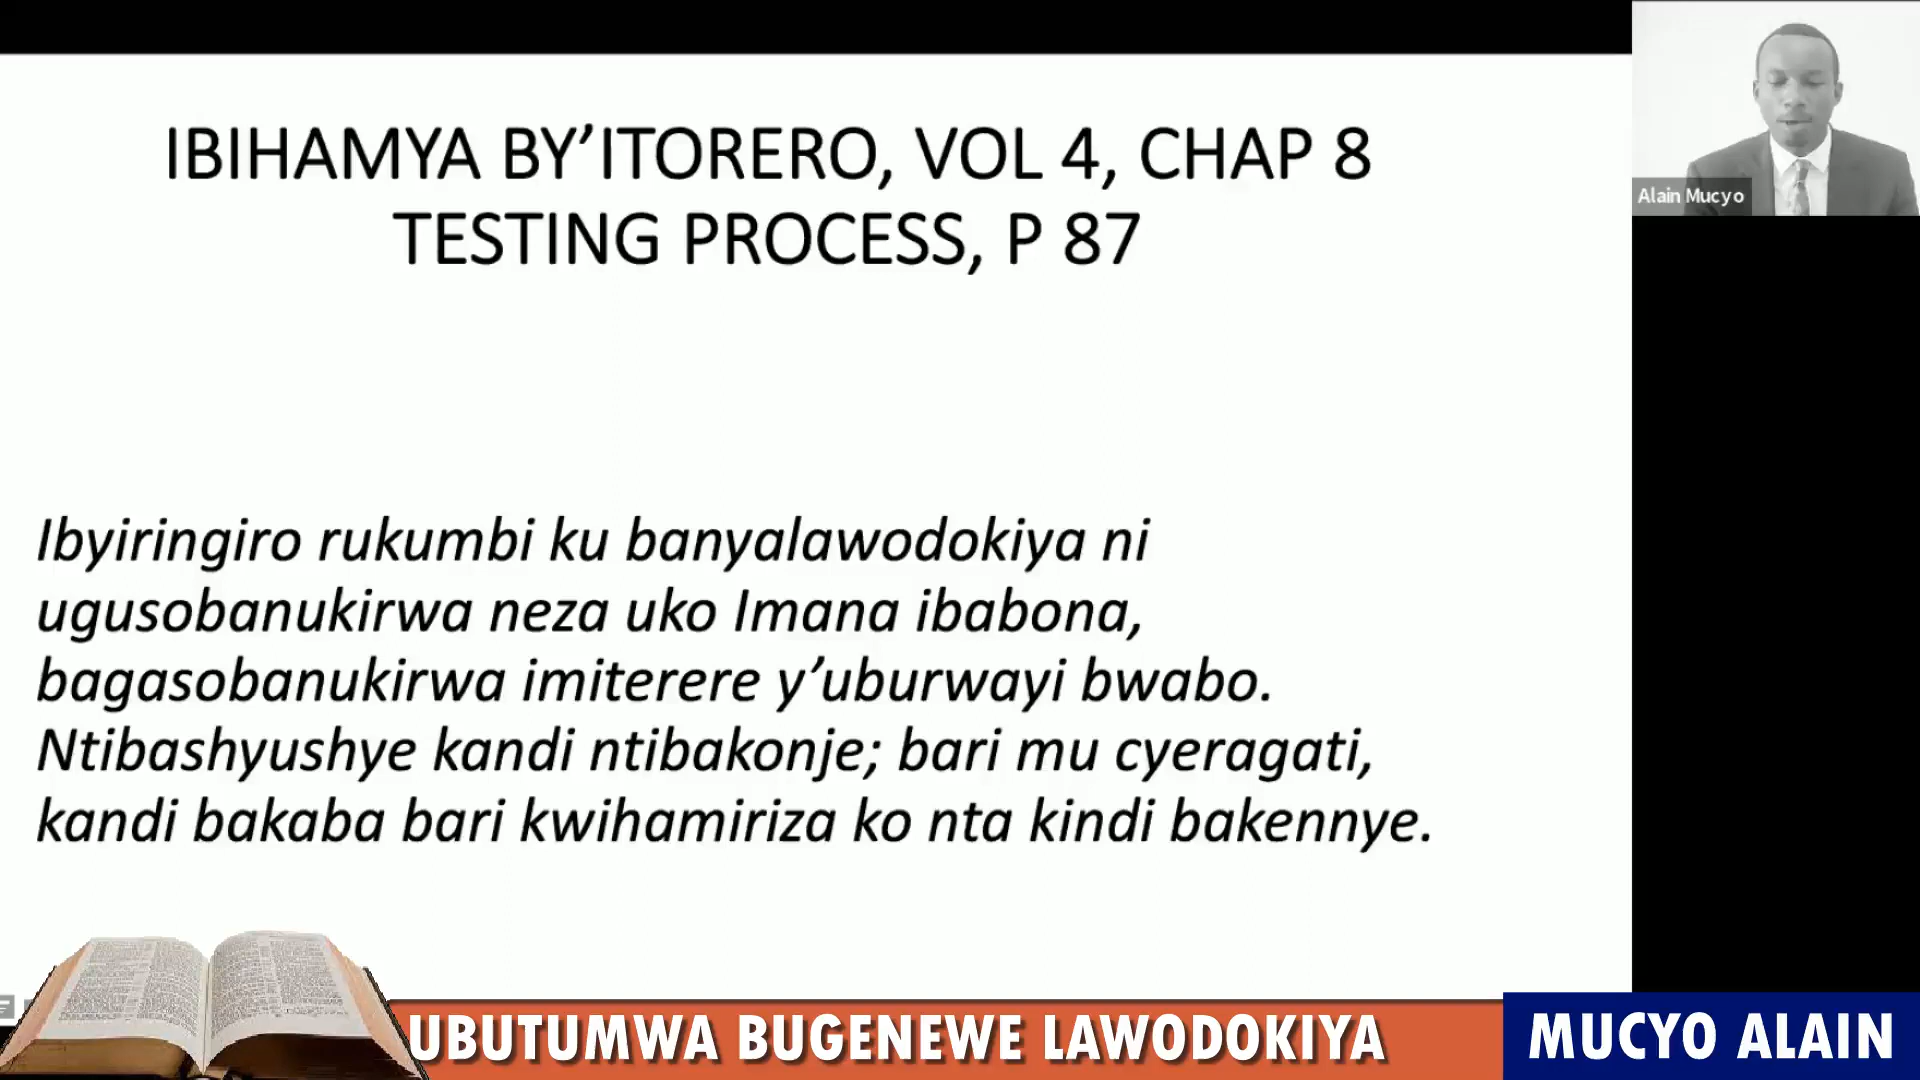 IBIHAMYA BY’ITORERO, VOL 4, CHAP 8
TESTING PROCESS, P 87
Ibyiringiro rukumbi ku banyalawodokiya ni
ugusobanukirwa neza uko Imana ibabona,
bagasobanukirwa imiterere y’uburwayi bwabo.
Ntibashyushye kandi ntibakonje; bari mu cyeragati,
kandi bakaba bari kwihamiriza ko nta kindi bakennye.
Alain Mucyo
UBUTUMWA BUGENEWE LAWODOKIYA
MUCYO ALAIN